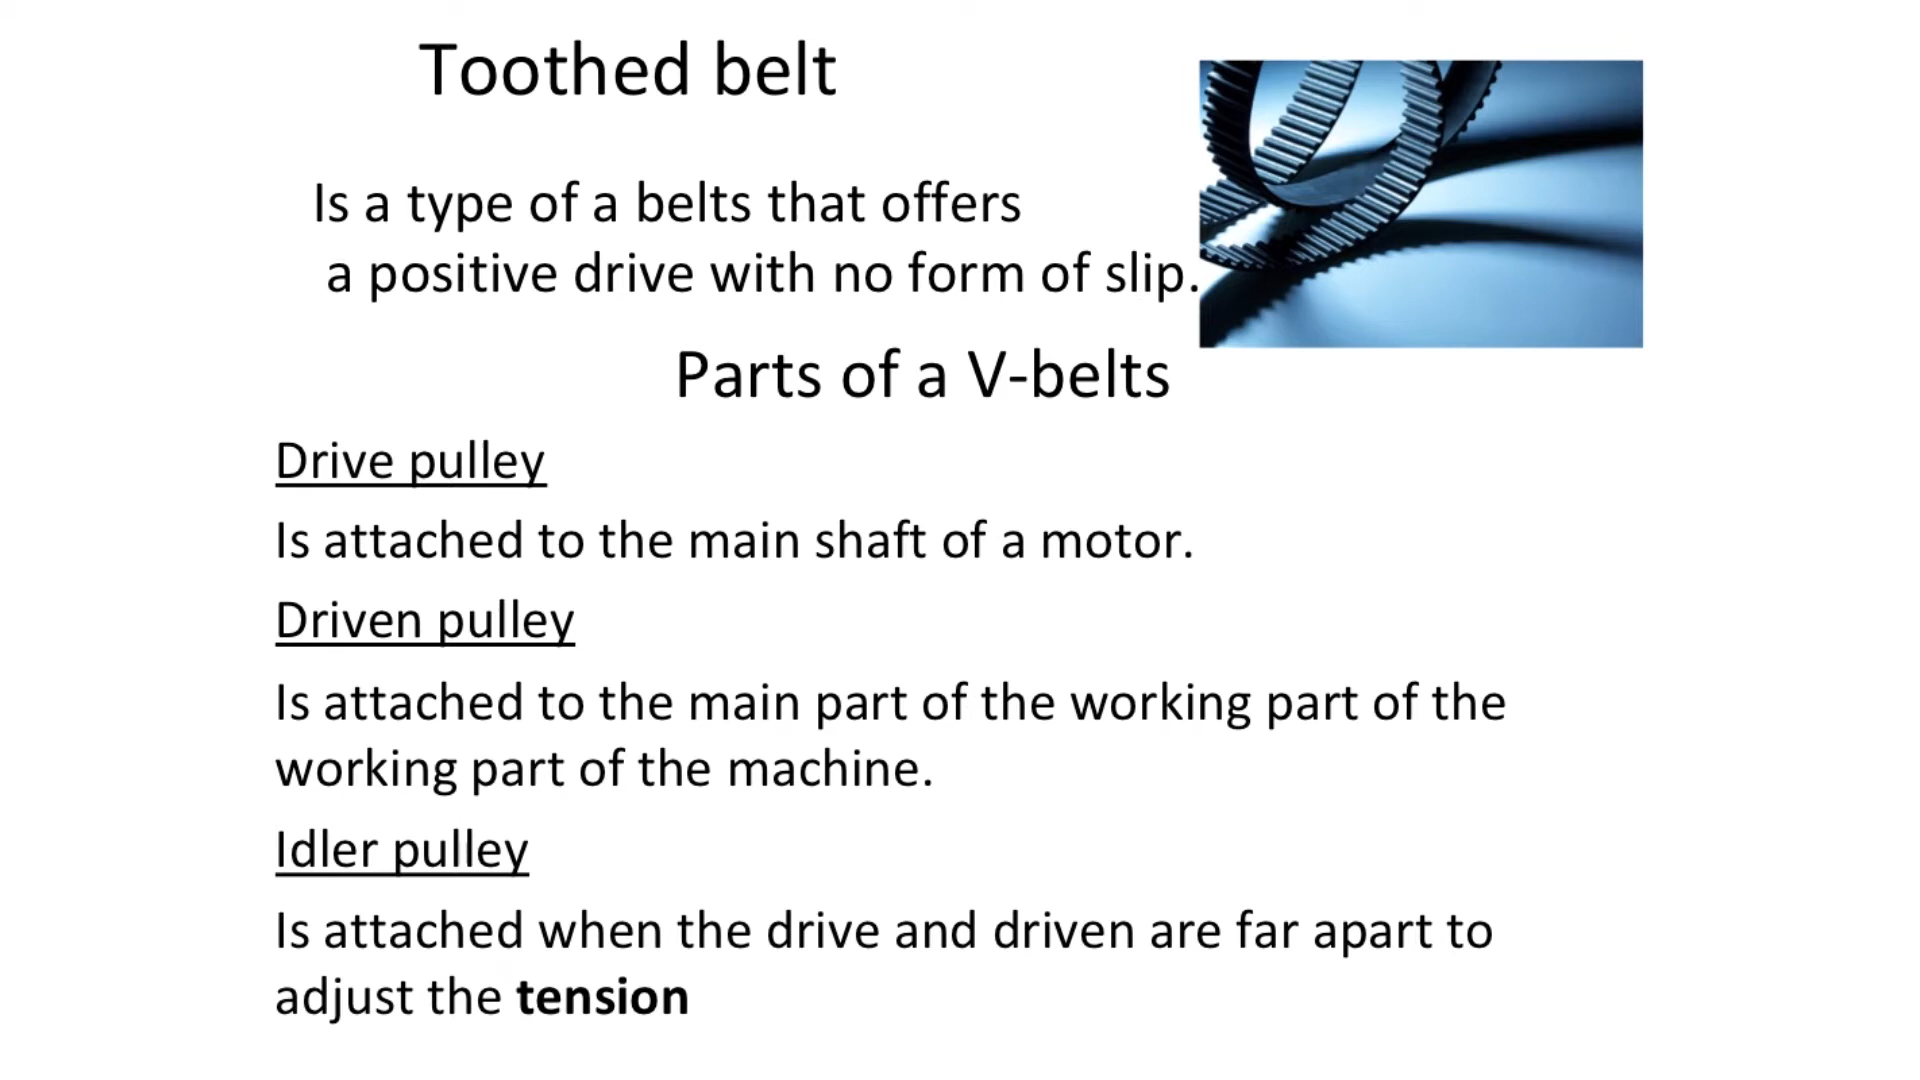 Toothed belt
Is a type of a belts that offers
a positive drive with no form of slip.
Parts of a V-belts
Drive pulley
Is attached to the main shaft of a motor.
Driven pulley
Is attached to the main part of the working part of the
working part of the machine.
Idler pulley
Is attached when the drive and driven are far apart to
adjust the tension